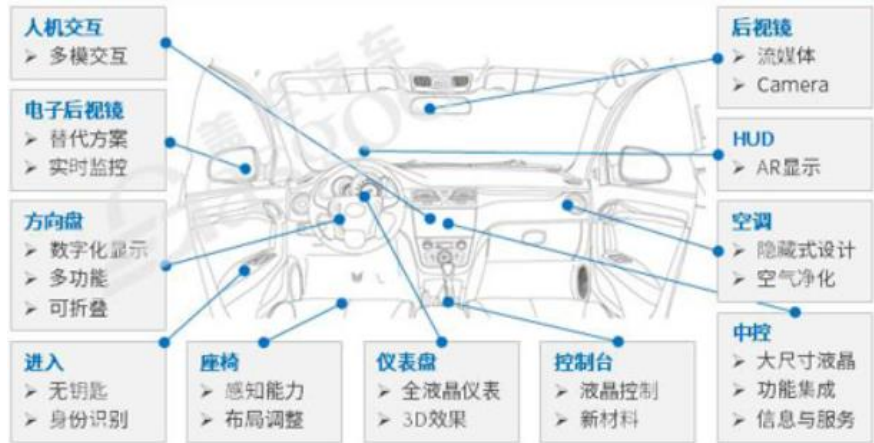 人机交互
➢ 多模交互
电子后视镜
➢ 替代方案
➢ 实时监控
方向盘
➢ 数字化显示
➢ 多功能
➢ 可折叠
进入
➢ 无钥匙
➢ 身份识别
座椅
➢ 感知能力
➢ 布局调整
仪表盘
➢ 全液晶仪表
➢ 3D效果
控制台
➢ 液晶控制
➢ 新材料
后视镜
➢ 流媒体
➢ Camera
HUD
➢ AR显示
空调
➢ 隐藏式设计
➢ 空气净化
中控
➢ 大尺寸液晶
➢ 功能集成
➢ 信息与服务